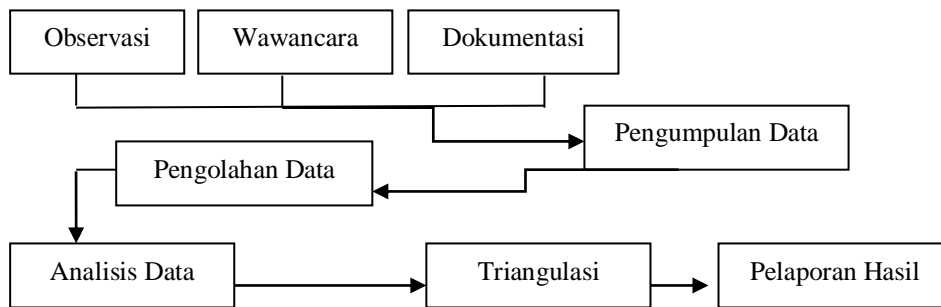 Observasi
Wawancara
Dokumentasi
Pengumpulan Data
Pengolahan Data
Analisis Data
Triangulasi
Pelaporan Hasil